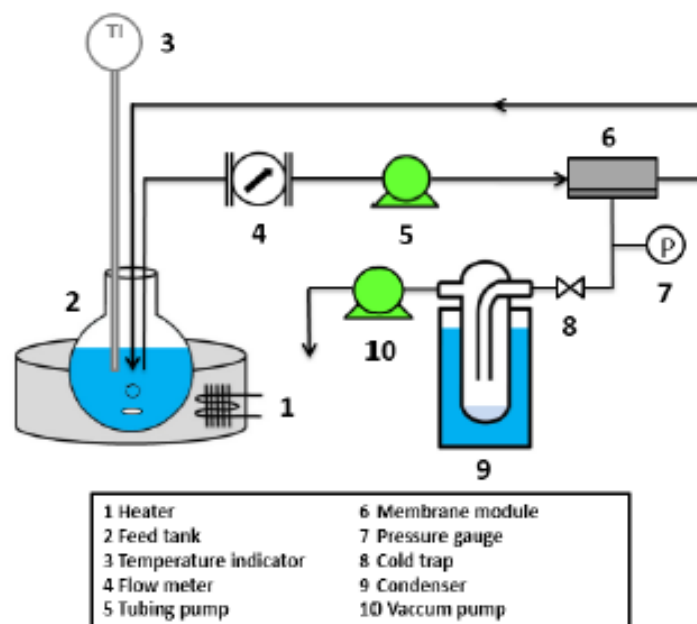 TI
3
6
4
5
P
7
2
8
10
1
9
1 Heater
2 Feed tank
3 Temperature indicator
4 Flow meter
5 Tubing pump
6 Membrane module
7 Pressure gauge
8 Cold trap
9 Condenser
10 Vaccum pump